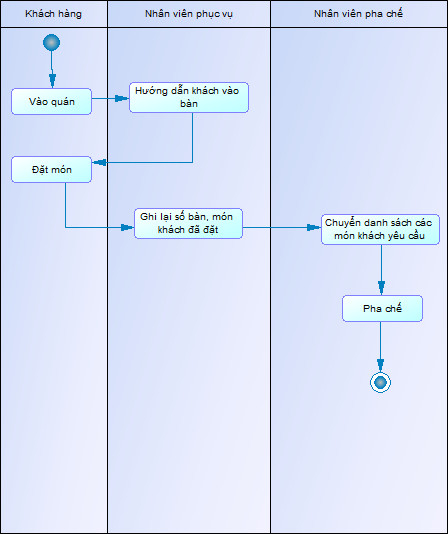 Khách hàng
Nhân viên phục vụ
Nhân viên pha chế
Vào quán
Hướng dẫn khách vào
bàn
Đặt món
Ghi lại số bàn, món
khách đã đặt
Chuyển danh sách các
món khách yêu cầu
Pha chế